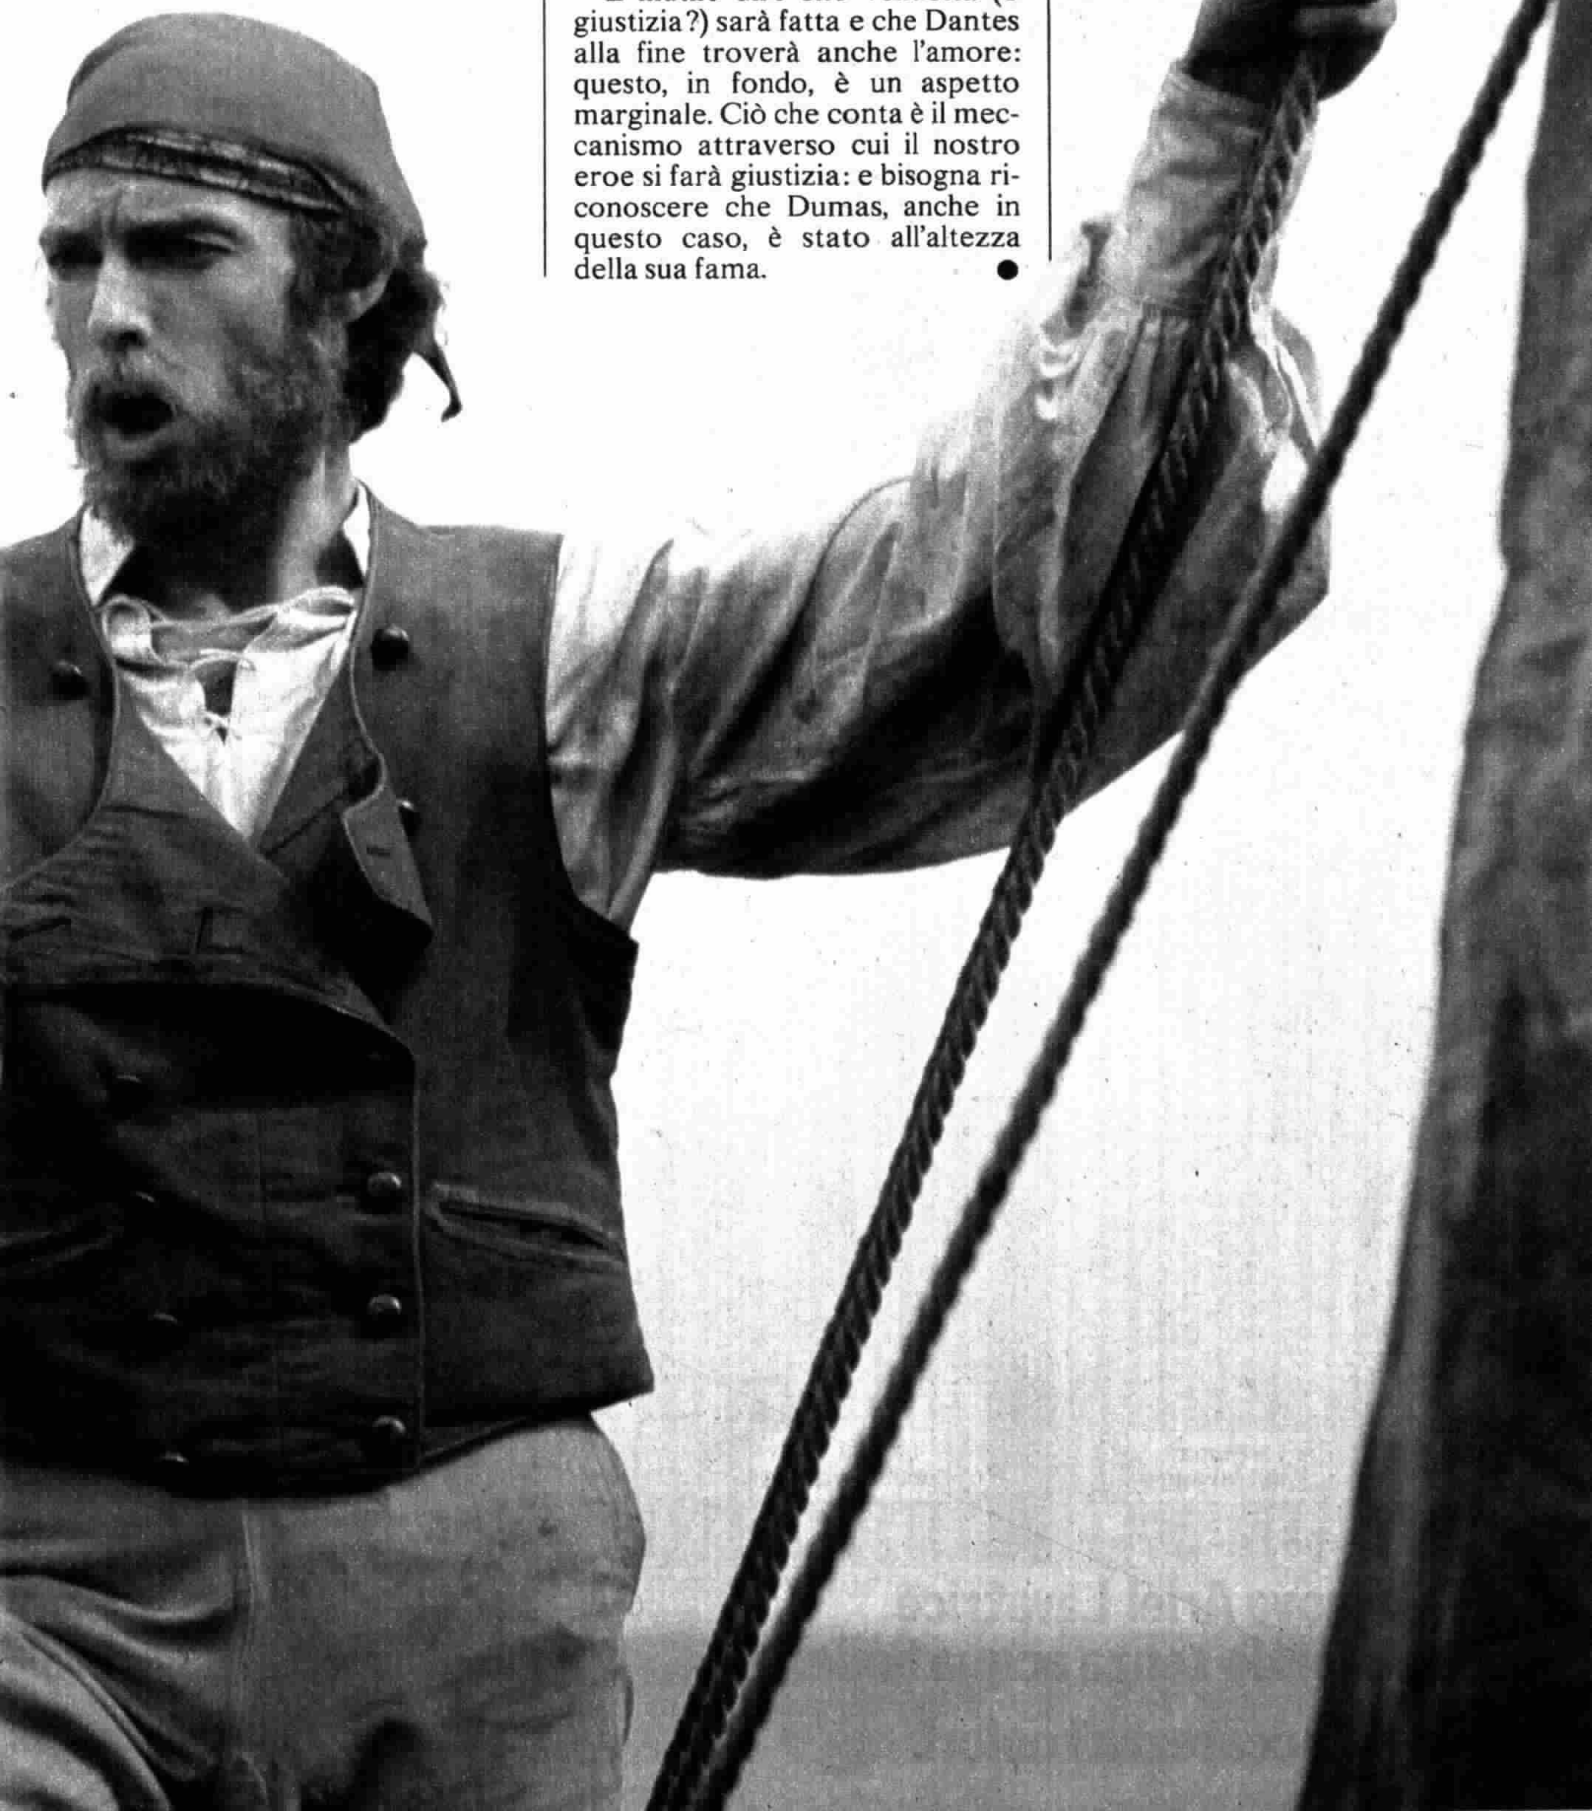 giustizia?) sarà fatta e che Dantes
alla fine troverà anche l'amore:
questo, in fondo, è un aspetto
marginale. Ciò che conta è il mec-
canismo attraverso cui il nostro
eroe si farà giustizia: e bisogna ri-
conoscere che Dumas, anche in
questo caso, è stato all'altezza
della sua fama.